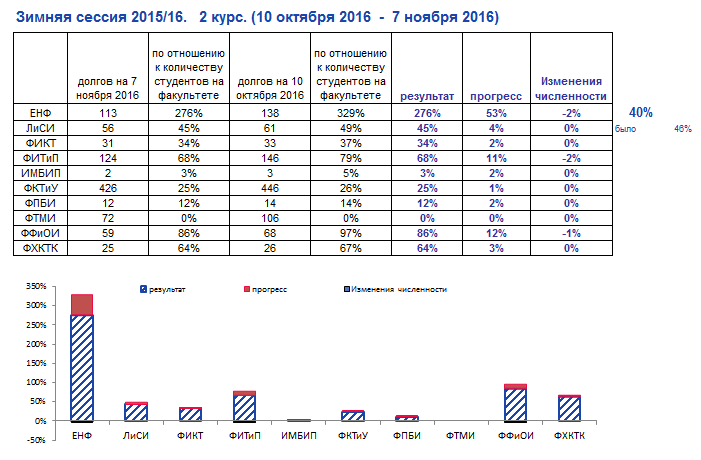 Зимняя сессия 2015/16. 2 курс. (10 октября 2016 - 7 ноября 2016)
долгов на 7 ноября 2016 по отношению к количеству студентов на факультете долгов на 10 октября 2016 по отношению к количеству студентов на факультете результат прогресс Изменения численности
ЕНФ 113 276% 138 329% 276% 53% -2% 40%
ЛиСИ 56 45% 61 49% 45% 4% 0% было 46%
ФИКТ 31 34% 33 37% 34% 2% 0%
ФИТиП 124 68% 146 79% 68% 11% -2%
ИМБИП 2 3% 3 5% 3% 2% 0%
ФКТиУ 426 25% 446 26% 25% 1% 0%
ФПБИ 12 12% 14 14% 12% 2% 0%
ФТМИ 72 0% 106 0% 0% 0% 0%
ФФиОИ 59 86% 68 97% 86% 12% -1%
ФХКТК 25 64% 26 67% 64% 3% 0%
результат прогресс Изменения численности
350%
300%
250%
200%
150%
100%
50%
0%
-50%
ЕНФ ЛиСИ ФИКТ ФИТиП ИМБИП ФКТиУ ФПБИ ФТМИ ФФиОИ ФХКТК